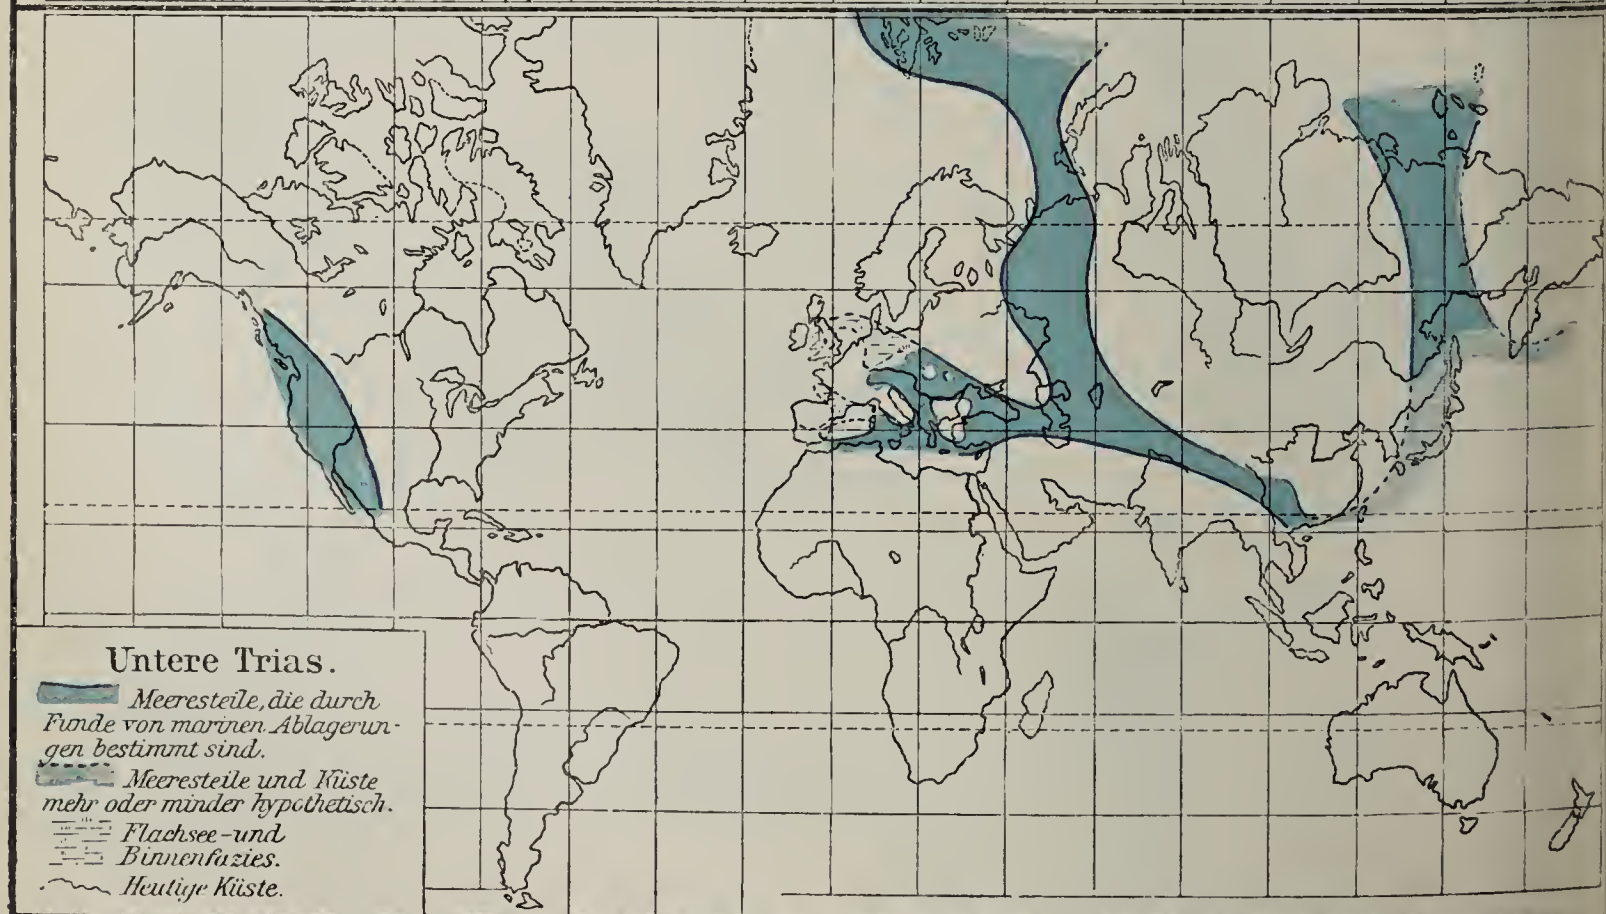 Untere Trias.
Meeresteile, die durch
Funde von marinen Ablagerun-
gen bestimmt sind.
Meeresteile und Küste
mehr oder minder hypothetisch.
Flachsee- und
Binnenfazies.
Heutige Küste.